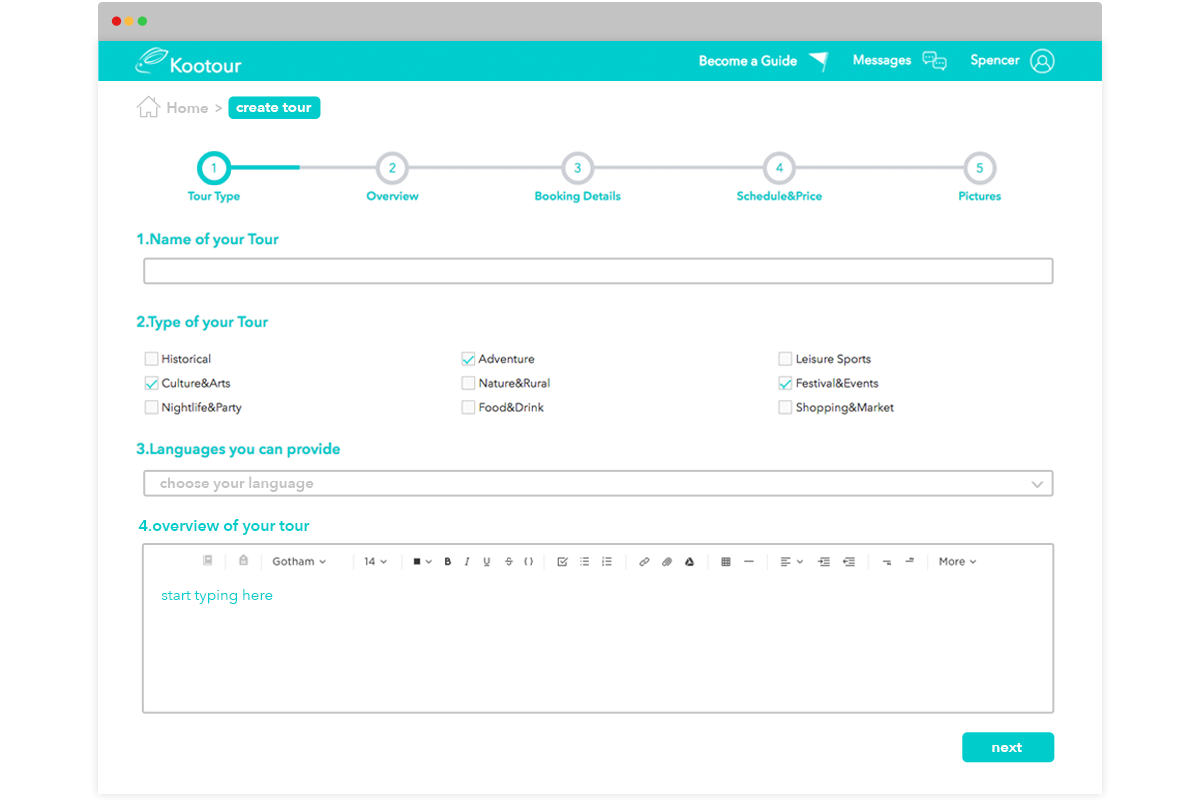 Kootour
Become a Guide Messages Spencer
Home > create tour
1 2 3 4 5
Tour Type Overview Booking Details Schedule&Price Pictures
1.Name of your Tour
2.Type of your Tour
Historical Adventure Leisure Sports
Culture&Arts Nature&Rural Festival&Events
Nightlife&Party Food&Drink Shopping&Market
3.Languages you can provide
choose your language
4.overview of your tour
Gotham 14 B I U S ( ) More
start typing here
next